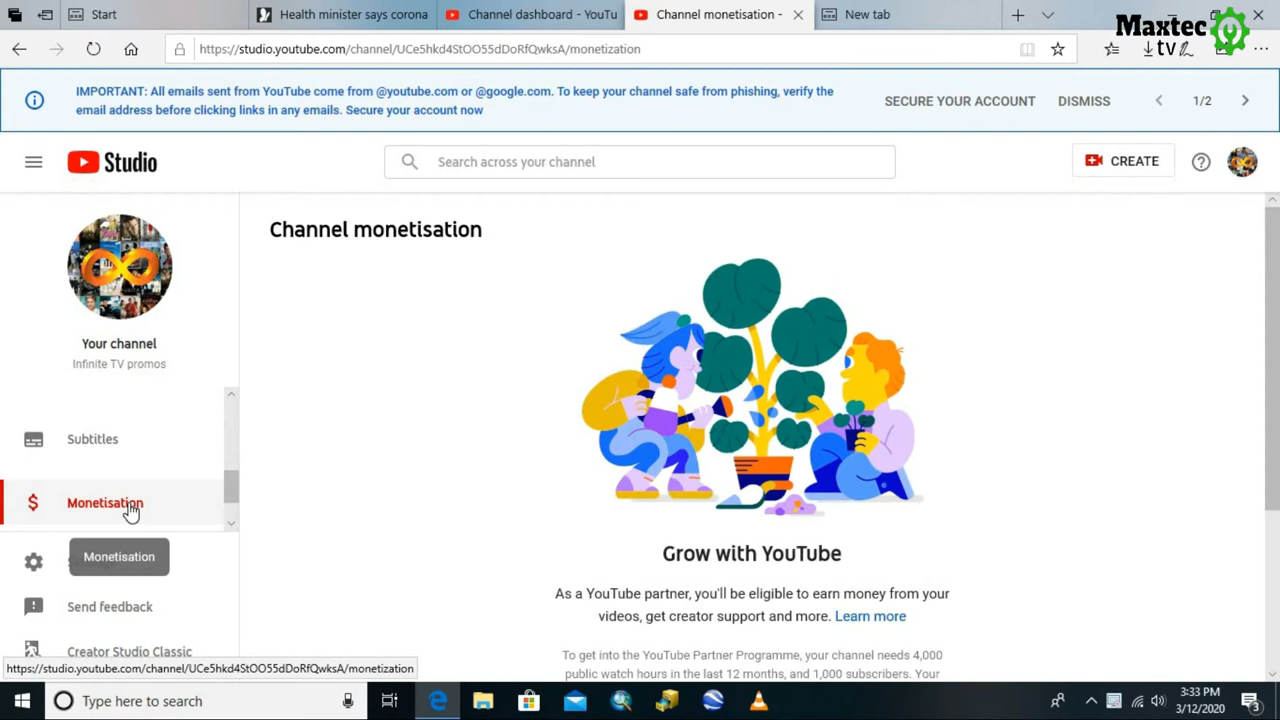 Start
Health minister says corona
Channel dashboard - YouTu
Channel monetisation -
New tab
Maxtec
tv
https://studio.youtube.com/channel/UCe5hkd4StOO55dDoRfQwksA/monetization
IMPORTANT: All emails sent from YouTube come from @youtube.com or @google.com. To keep your channel safe from phishing, verify the
email address before clicking links in any emails. Secure your account now
SECURE YOUR ACCOUNT
DISMISS
1/2
Studio
Search across your channel
CREATE
Channel monetisation
Your channel
Infinite TV promos
Subtitles
Monetisation
Monetisation
Send feedback
Creator Studio Classic
Grow with YouTube
As a YouTube partner, you'll be eligible to earn money from your
videos, get creator support and more. Learn more
To get into the YouTube Partner Programme, your channel needs 4,000
public watch hours in the last 12 months, and 1,000 subscribers. Your
https://studio.youtube.com/channel/UCe5hkd4StOO55dDoRfQwksA/monetization
Type here to search
3:33 PM
3/12/2020
3